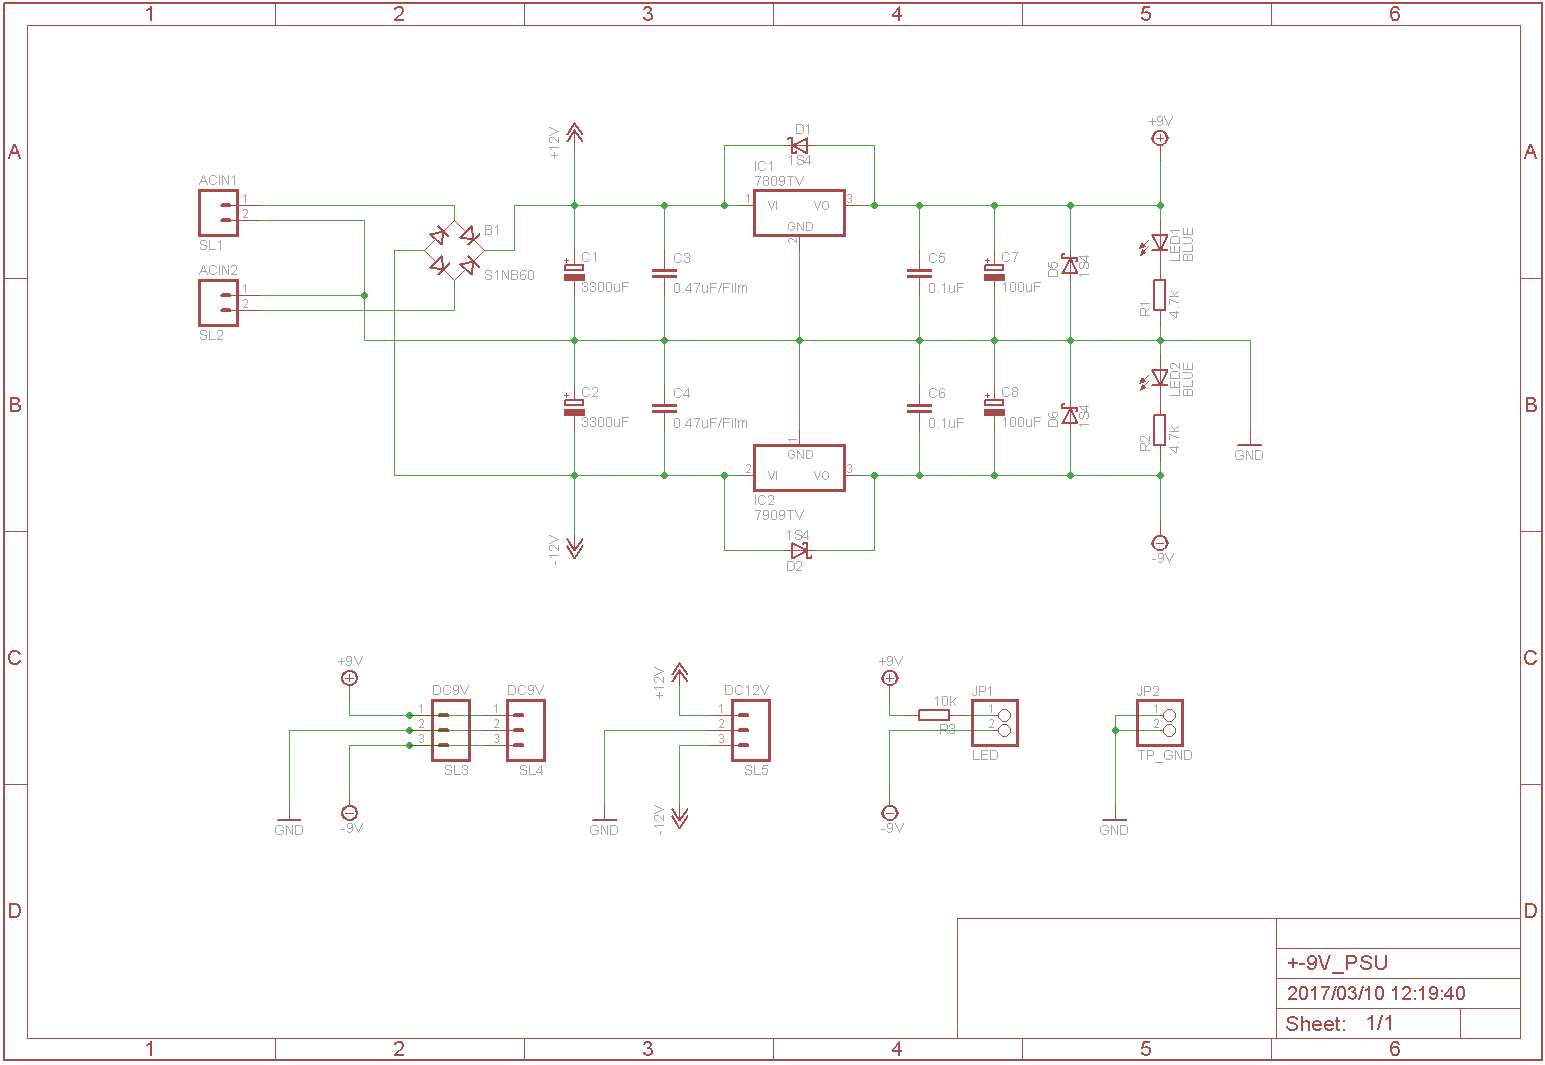 1 2 3 4 5 6
A A
B B
C C
D D
ACIN1
1
2
SL1
ACIN2
1
2
SL2
B1
S1NB60
+12V
C1
3300uF
C3
0.47uF/Film
D1
1S4
IC1
7809TV
1 VI VO 3
GND
2
C5
0.1uF
C7
100uF
D5
1S4
+9V
LED1
BLUE
R1
4.7k
C2
3300uF
C4
0.47uF/Film
1
GND
2 VI VO 3
IC2
7909TV
1S4
D2
C6
0.1uF
C8
100uF
D6
1S4
LED2
BLUE
R2
4.7k
GND
-12V
-9V
+9V
DC9V
1
2
3
SL3
DC9V
1
2
3
SL4
GND
-9V
+12V
DC12V
1
2
3
SL5
GND
-12V
+9V
10k
R3
JP1
1
2
LED
-9V
JP2
1
2
TP_GND
GND
+-9V_PSU
2017/03/10 12:19:40
Sheet: 1/1
1 2 3 4 5 6